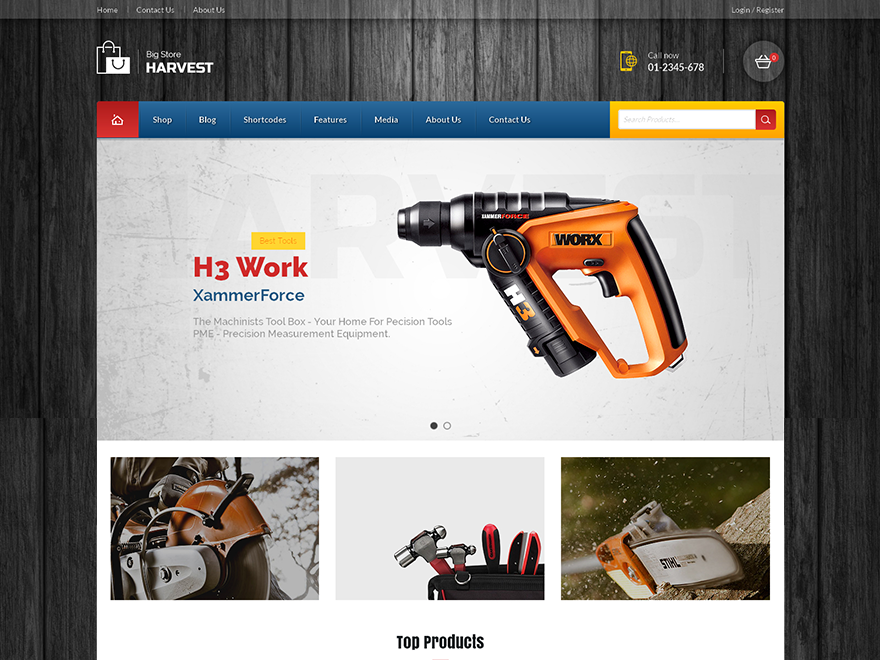 Home Contact Us About Us Login / Register
Big Store
HARVEST
Call now
01-2345-678
0
Shop Blog Shortcodes Features Media About Us Contact Us
Search Products...
HARVEST
Best Tools
H3 Work
XammerForce
The Machinists Tool Box - Your Home For Pecision Tools
PME - Precision Measurement Equipment.
XAMMERFORCE
WORX
H3
STIHL
Top Products